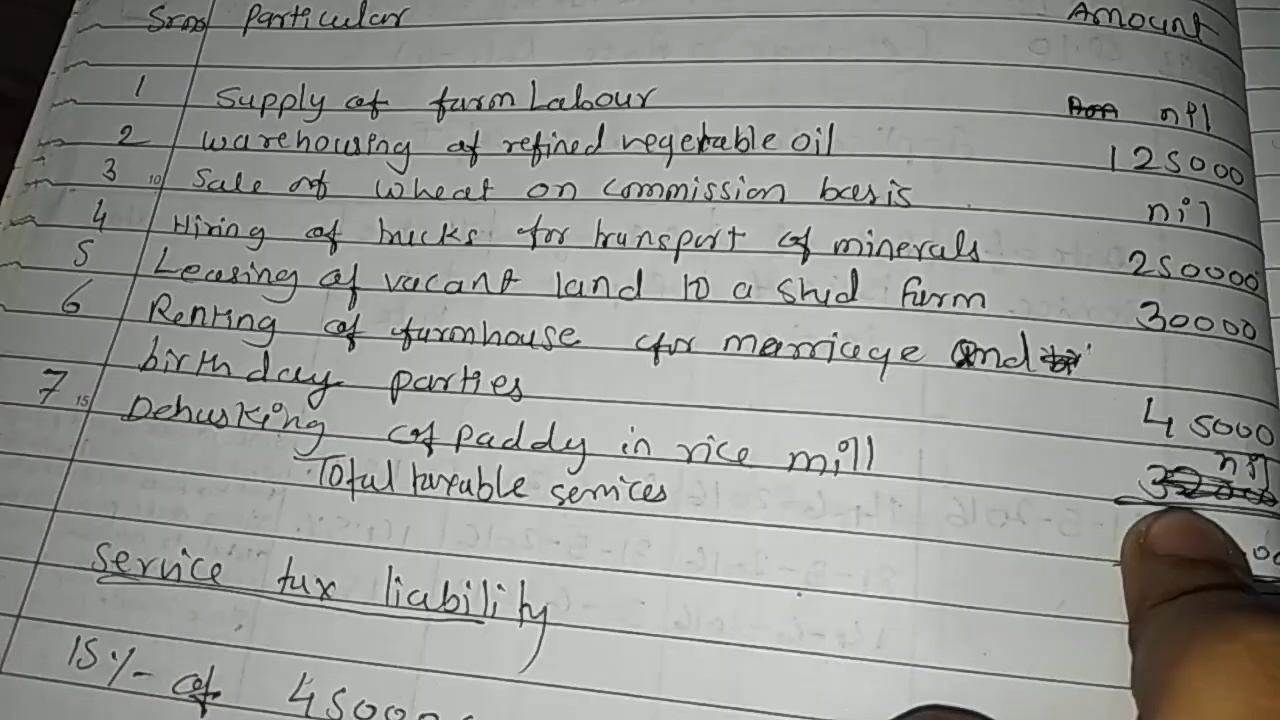 Srno Particular Amount
1 Supply of farm Labour nil
2 warehousing of refined vegetable oil 125000
3 Sale of wheat on commission basis nil
4 Hiring of trucks for transport of minerals 250000
5 Leasing of vacant land to a stud farm 30000
6 Renting of farmhouse for marriage and
birthday parties 45000
7 Dehusking of paddy in rice mill nil
Total taxable services
Service tax liability
15% of 45000